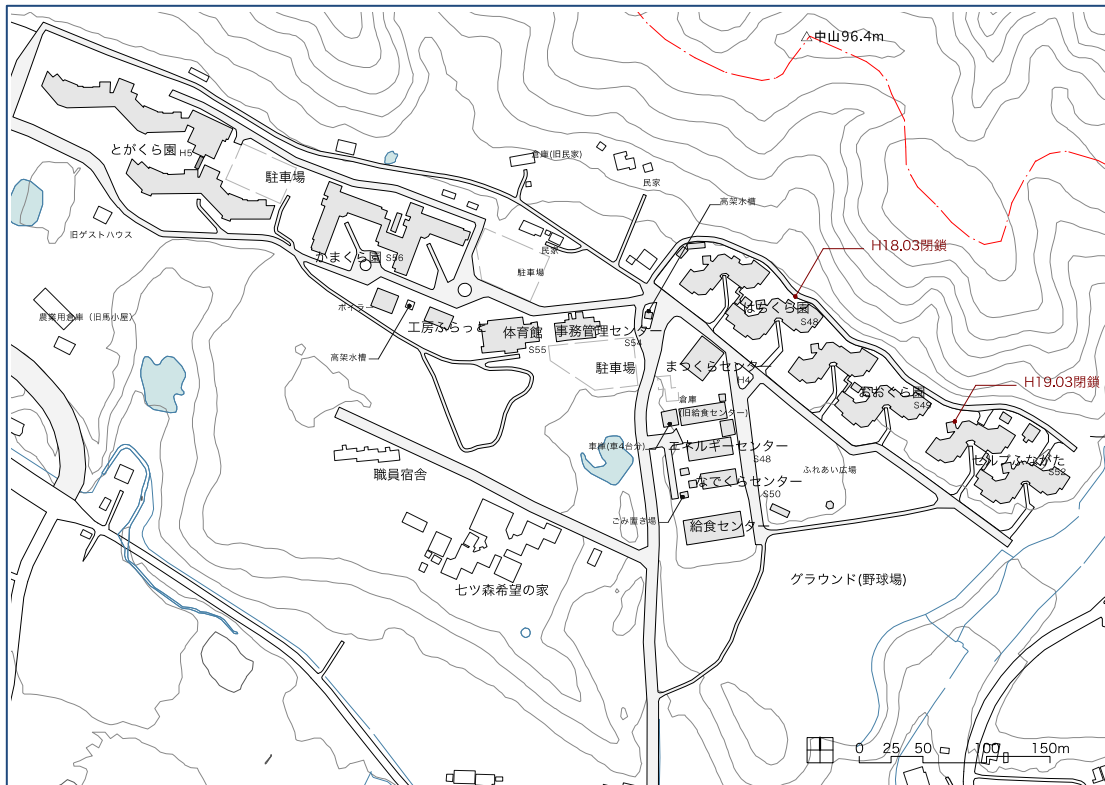 中山96.4m
とがくら園 H5
駐車場
倉庫(旧民家)
民家
高架水槽
旧ゲストハウス
かまくら園 S56
民家
駐車場
H18.03閉鎖
はちくら園
S48
農業用倉庫（旧馬小屋）
ボイラー
工房ふらっと
高架水槽
体育館
S55
事務管理センター
S54
駐車場
まつくらセンター
H4
おおくら園
S49
H19.03閉鎖
倉庫
(旧給食センター)
車庫(車4台分)
エネルギーセンター
S48
なでくらセンター
S50
ふれあい広場
セルプふながた
S52
職員宿舎
ごみ置き場
給食センター
七ツ森希望の家
グラウンド(野球場)
0 25 50 100 150m